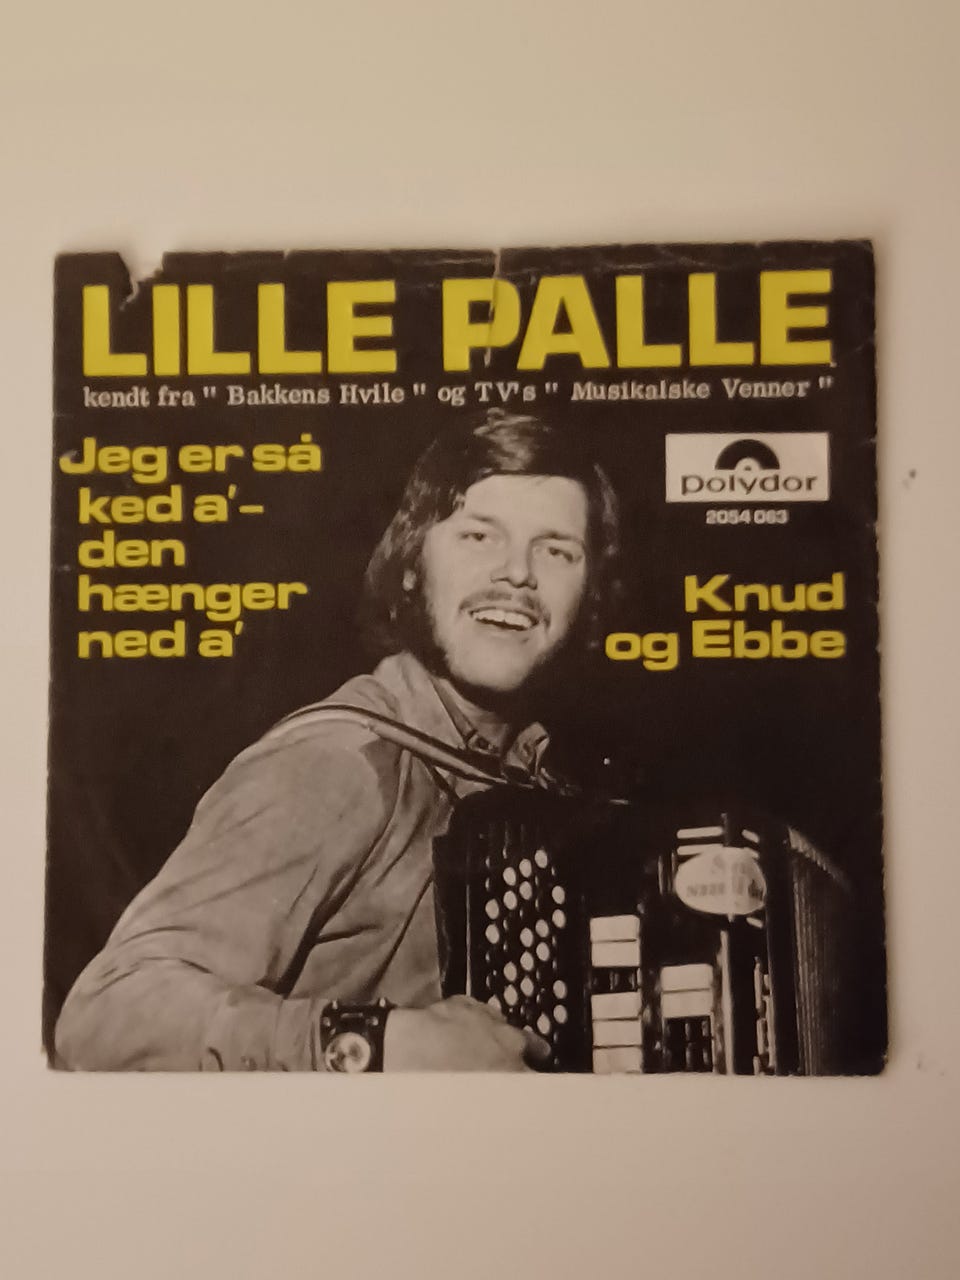 LILLE PALLE
kendt fra " Bakkens Hvile " og TV's " Musikalske Venner "
Jeg er så
ked a'-
den
hænger
ned a'
polydor
2054 063
Knud
og Ebbe